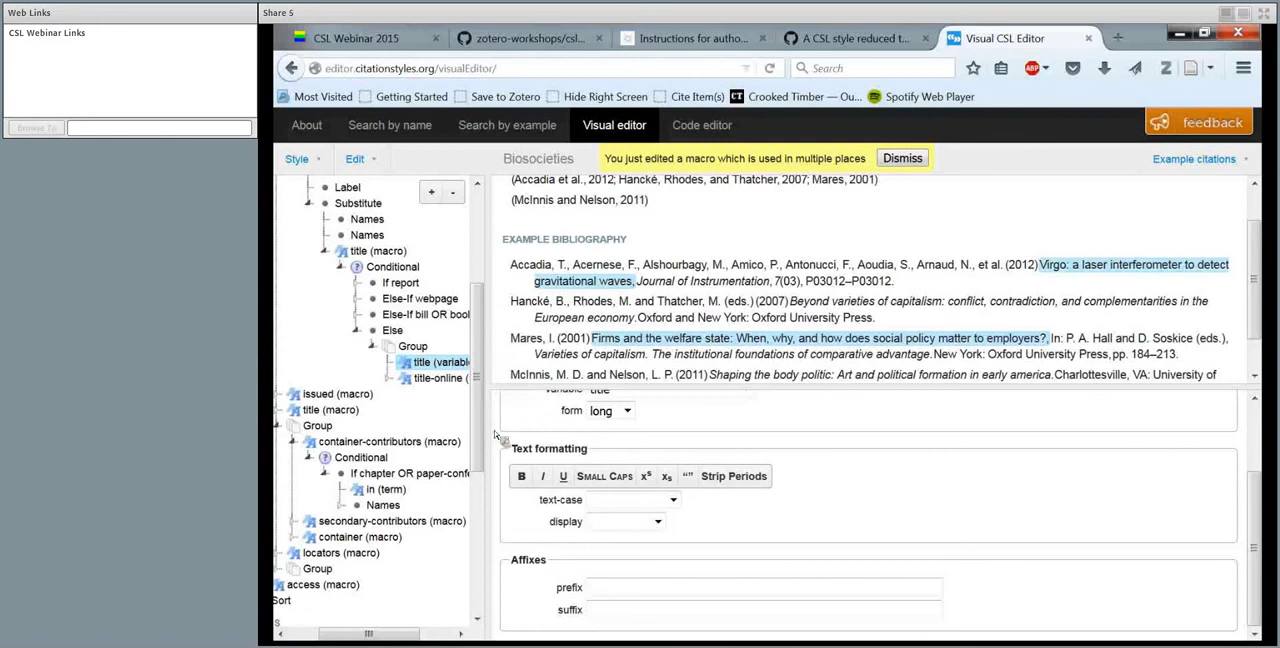 Web Links
CSL Webinar Links
Browse To
Share 5
CSL Webinar 2015
zotero-workshops/csl...
Instructions for autho...
A CSL style reduced t...
Visual CSL Editor
editor.citationstyles.org/visualEditor/
Search
ABP
Most Visited
Getting Started
Save to Zotero
Hide Right Screen
Cite Item(s)
CT
Crooked Timber — Ou...
Spotify Web Player
About
Search by name
Search by example
Visual editor
Code editor
feedback
Style
Edit
Biosocieties
You just edited a macro which is used in multiple places
Dismiss
Example citations
Label
Substitute
Names
Names
title (macro)
Conditional
If report
Else-If webpage
Else-If bill OR boo
Else
Group
title (variabl
title-online (
issued (macro)
title (macro)
Group
container-contributors (macro)
Conditional
If chapter OR paper-confe
in (term)
Names
secondary-contributors (macro)
container (macro)
locators (macro)
Group
access (macro)
Sort
+
-
(Accadia et al., 2012; Hancké, Rhodes, and Thatcher, 2007; Mares, 2001)
(McInnis and Nelson, 2011)
EXAMPLE BIBLIOGRAPHY
Accadia, T., Acernese, F., Alshourbagy, M., Amico, P., Antonucci, F., Aoudia, S., Arnaud, N., et al. (2012) Virgo: a laser interferometer to detect
gravitational waves, Journal of Instrumentation, 7(03), P03012–P03012.
Hancké, B., Rhodes, M. and Thatcher, M. (eds.) (2007) Beyond varieties of capitalism: conflict, contradiction, and complementarities in the
European economy.Oxford and New York: Oxford University Press.
Mares, I. (2001) Firms and the welfare state: When, why, and how does social policy matter to employers?, In: P. A. Hall and D. Soskice (eds.),
Varieties of capitalism. The institutional foundations of comparative advantage.New York: Oxford University Press, pp. 184–213.
McInnis, M. D. and Nelson, L. P. (2011) Shaping the body politic: Art and political formation in early america.Charlottesville, VA: University of
variable title
form long
Text formatting
B I U SMALL CAPS x^s x_s “” Strip Periods
text-case
display
Affixes
prefix
suffix